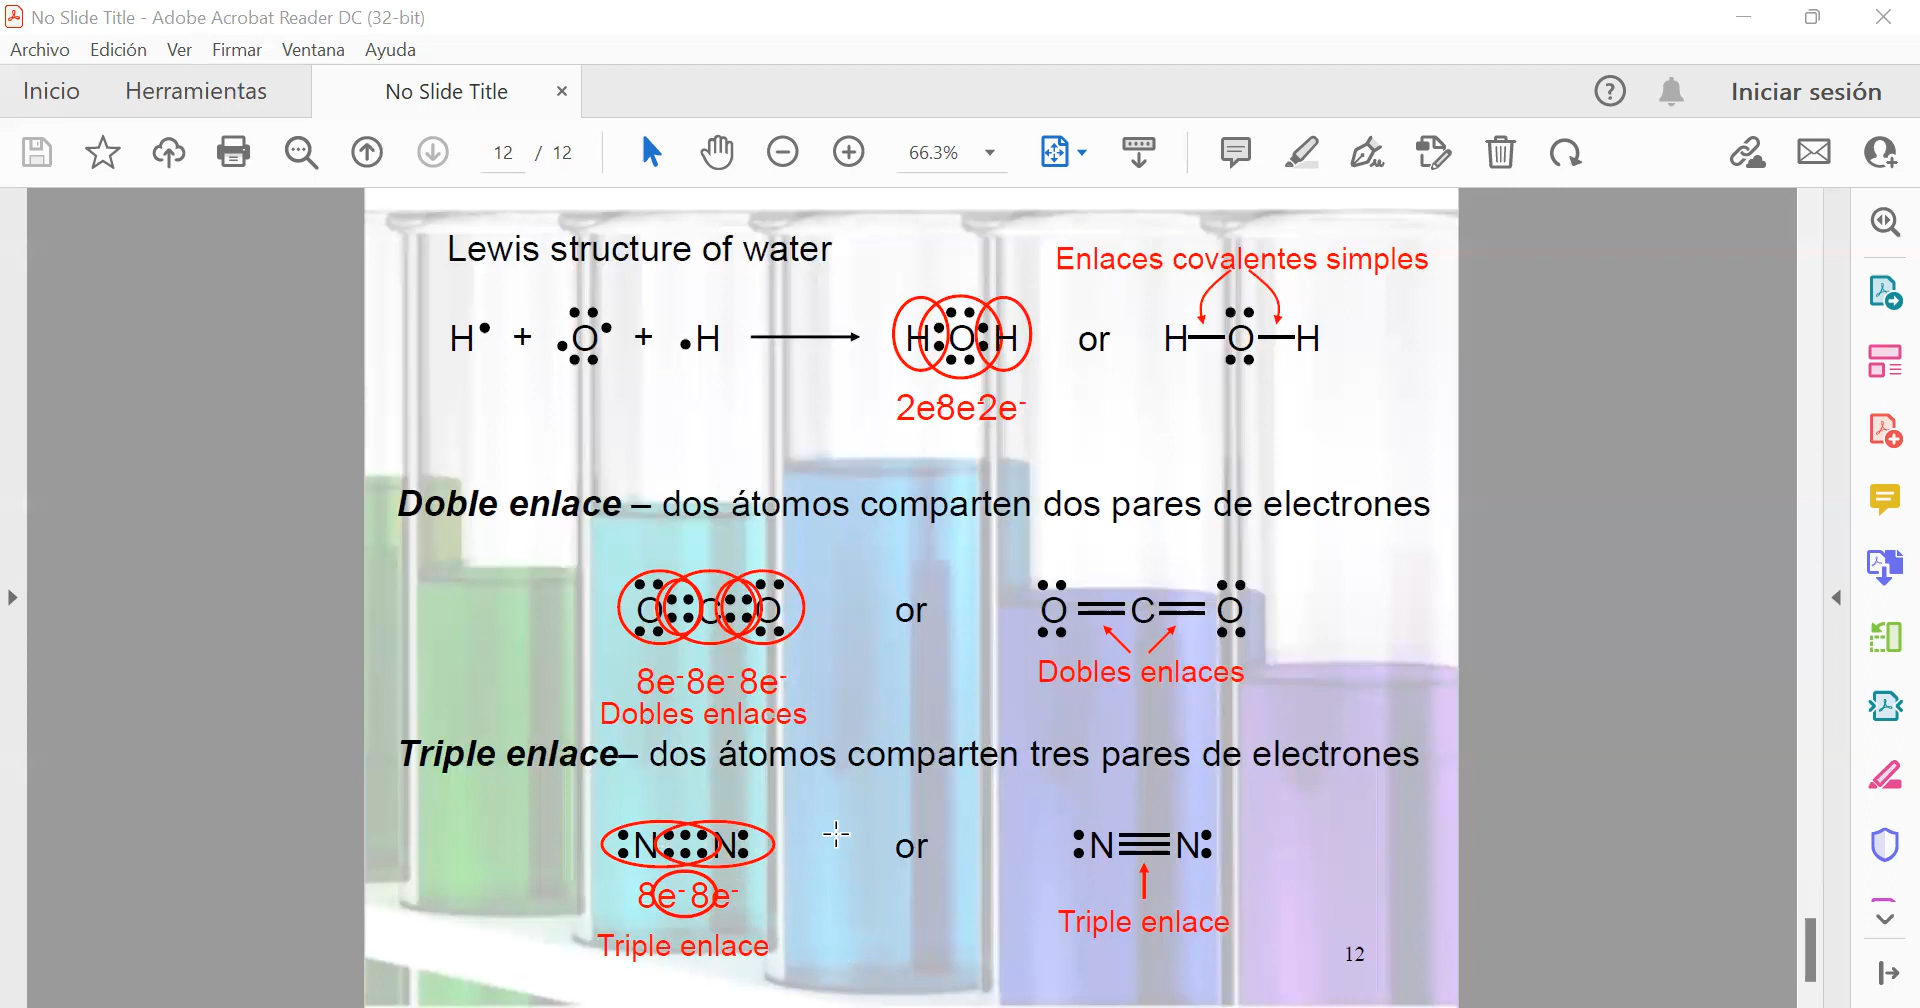 No Slide Title - Adobe Acrobat Reader DC (32-bit)
Archivo Edición Ver Firmar Ventana Ayuda
Inicio Herramientas No Slide Title × Iniciar sesión
12 / 12 66.3%
Lewis structure of water
Enlaces covalentes simples
H + O + H H O H or H O H
2e-8e-2e-
Doble enlace – dos átomos comparten dos pares de electrones
O C O or O C O
Dobles enlaces
8e- 8e- 8e-
Dobles enlaces
Triple enlace– dos átomos comparten tres pares de electrones
N N or N N
8e- 8e-
Triple enlace
Triple enlace
12